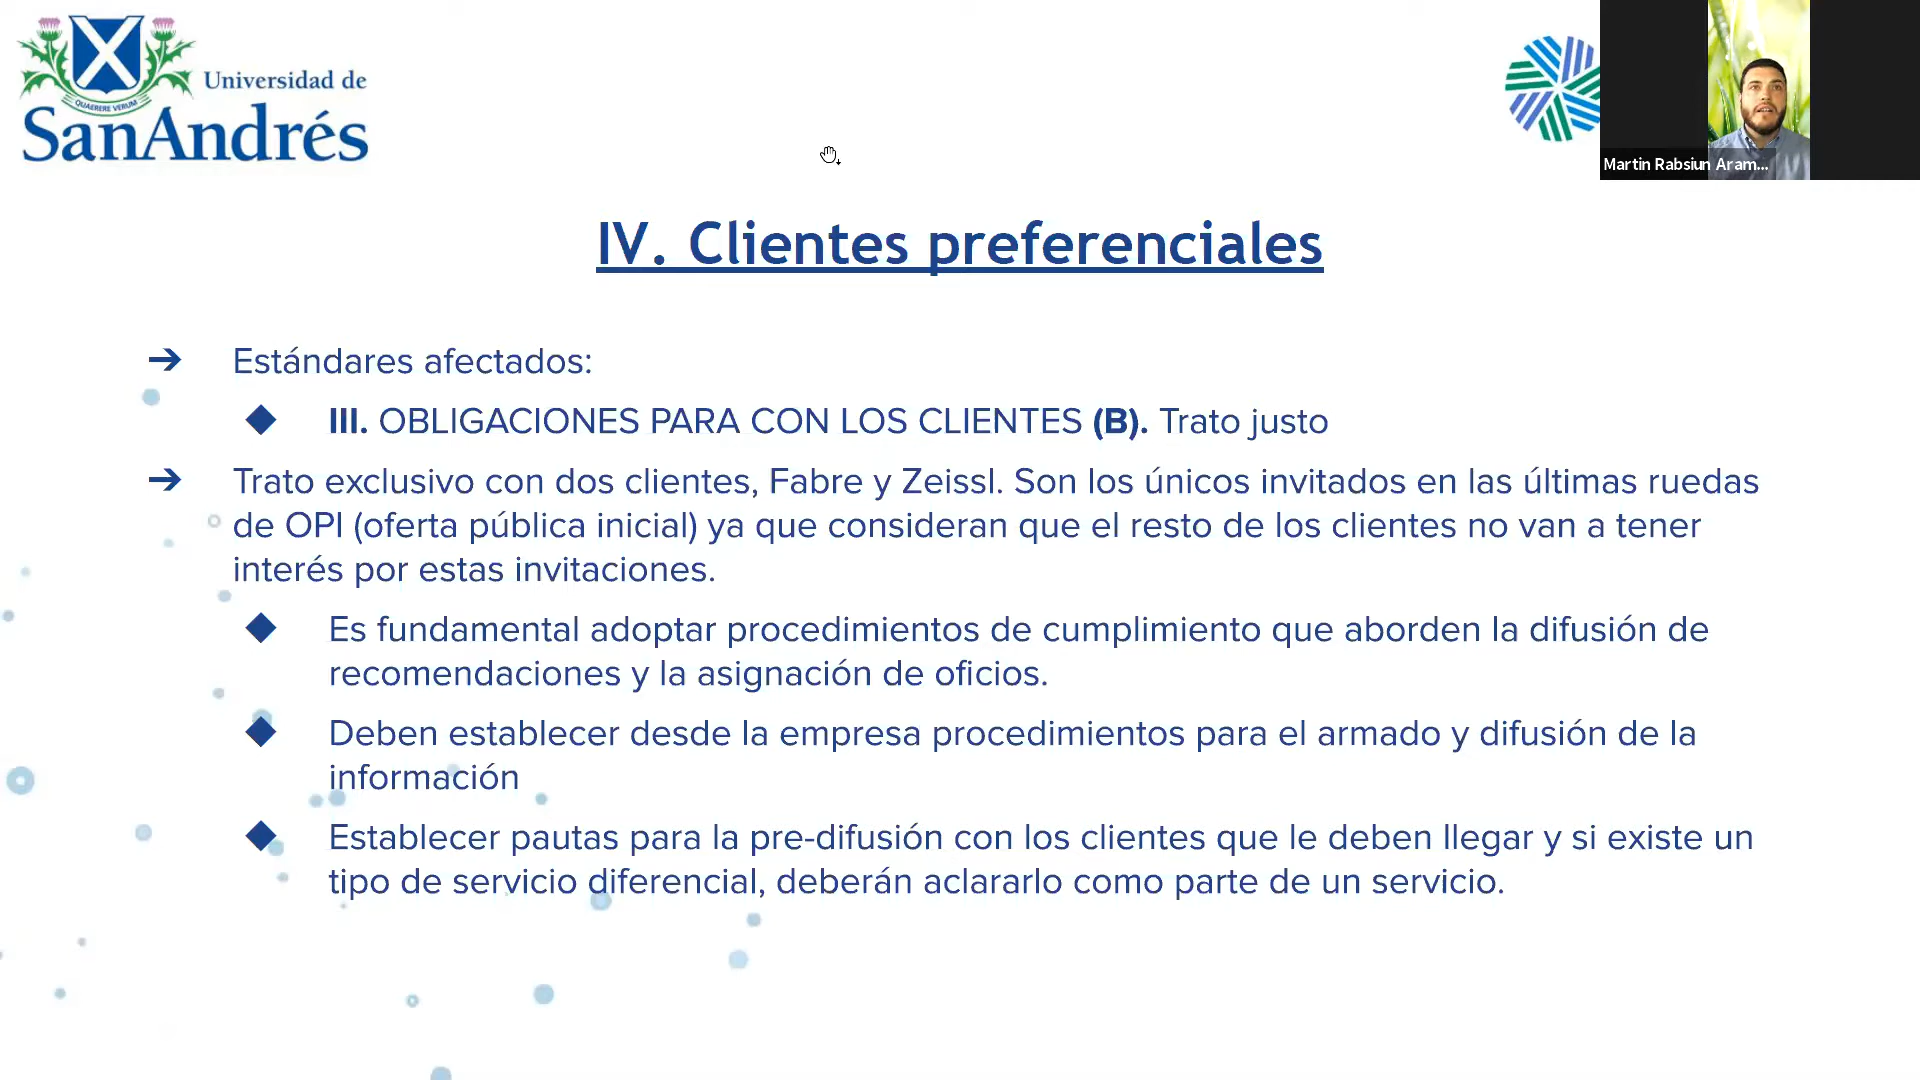 QUAERERE VERUM
Universidad de
SanAndrés
Martin Rabsiun Aram...
IV. Clientes preferenciales
➔ Estándares afectados:
◆ III. OBLIGACIONES PARA CON LOS CLIENTES (B). Trato justo
➔ Trato exclusivo con dos clientes, Fabre y Zeissl. Son los únicos invitados en las últimas ruedas
de OPI (oferta pública inicial) ya que consideran que el resto de los clientes no van a tener
interés por estas invitaciones.
◆ Es fundamental adoptar procedimientos de cumplimiento que aborden la difusión de
recomendaciones y la asignación de oficios.
◆ Deben establecer desde la empresa procedimientos para el armado y difusión de la
información
◆ Establecer pautas para la pre-difusión con los clientes que le deben llegar y si existe un
tipo de servicio diferencial, deberán aclararlo como parte de un servicio.